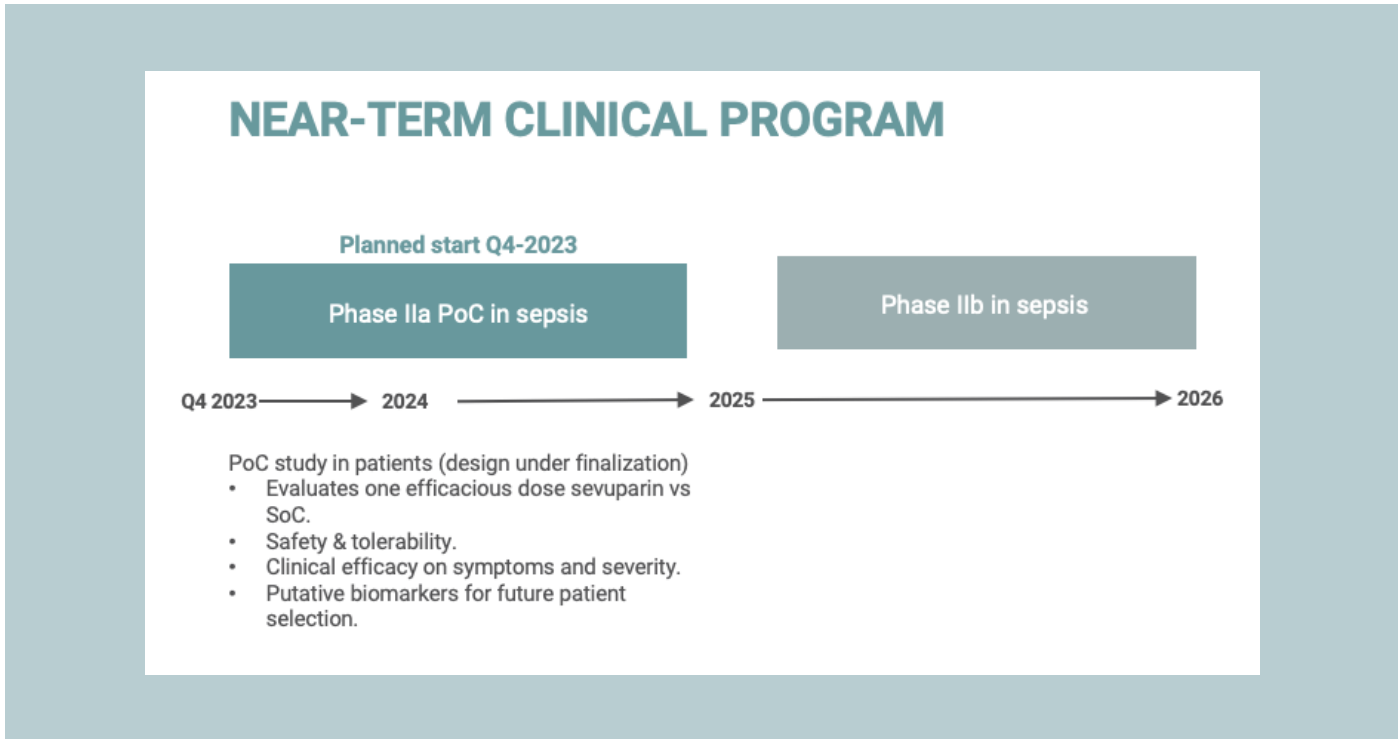 NEAR-TERM CLINICAL PROGRAM
Planned start Q4-2023
Phase IIa PoC in sepsis
Phase IIb in sepsis
Q4 2023 2024 2025 2026
PoC study in patients (design under finalization)
• Evaluates one efficacious dose sevuparin vs
SoC.
• Safety & tolerability.
• Clinical efficacy on symptoms and severity.
• Putative biomarkers for future patient
selection.